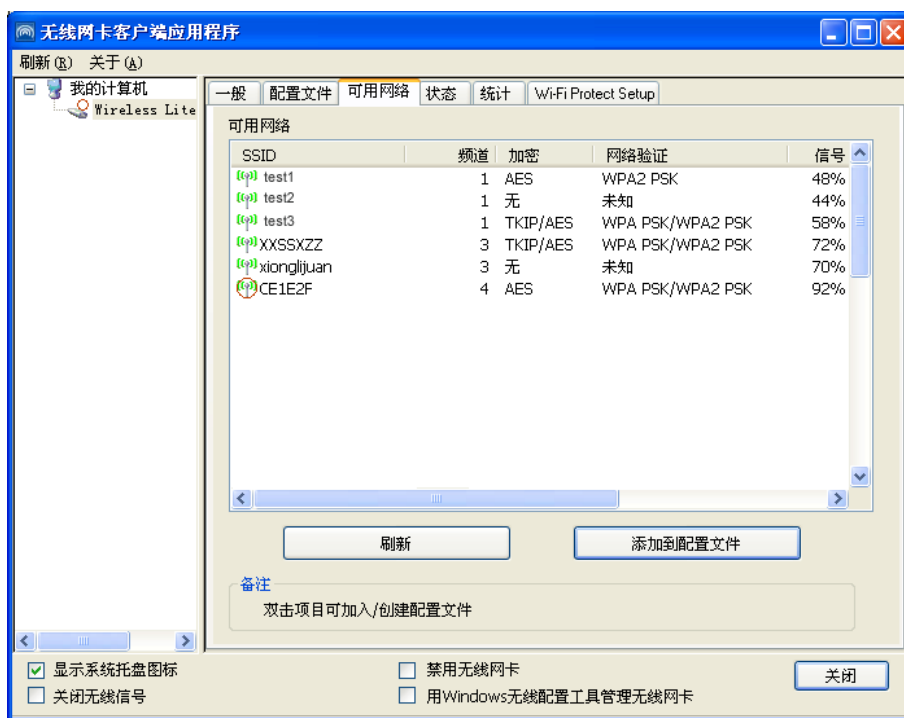 无线网卡客户端应用程序
刷新(R) 关于(A)
我的计算机
Wireless Lite
一般 配置文件 可用网络 状态 统计 Wi-Fi Protect Setup
可用网络
SSID 频道 加密 网络验证 信号
test1 1 AES WPA2 PSK 48%
test2 1 无 未知 44%
test3 1 TKIP/AES WPA PSK/WPA2 PSK 58%
XXSSXZZ 3 TKIP/AES WPA PSK/WPA2 PSK 72%
xionglijuan 3 无 未知 70%
CE1E2F 4 AES WPA PSK/WPA2 PSK 92%
刷新 添加到配置文件
备注
双击项目可加入/创建配置文件
显示系统托盘图标 禁用无线网卡 关闭
关闭无线信号 用Windows无线配置工具管理无线网卡